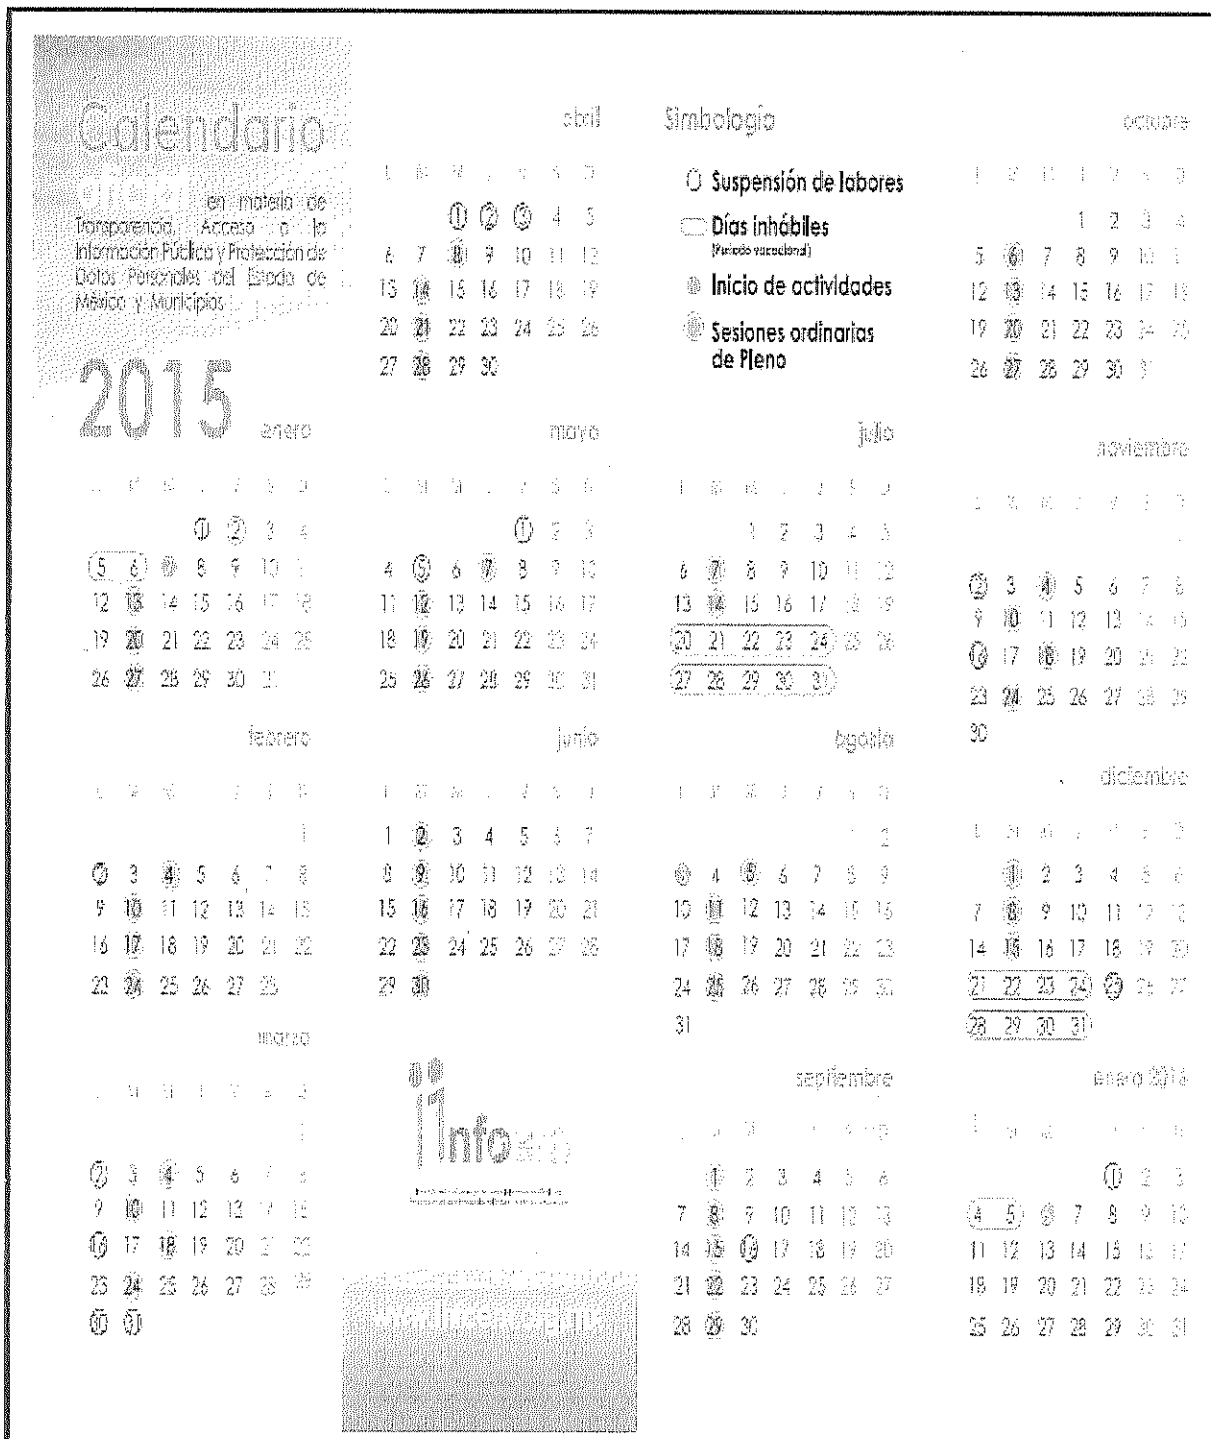 Calendario
en materia de
Transparencia, Acceso a la
Información Pública y Protección de
Datos Personales del Estado de
México y Municipios
2015
enero
1 2 3 4
5 6 8 9 10
12 13 14 15 16 17 18
19 20 21 22 23 24 25
26 27 28 29 30
febrero
1
2 3 4 5 6 7 8
9 10 11 12 13 14 15
16 17 18 19 20 21 22
23 24 25 26 27 28
marzo
2 3 4 5 6
9 10 11 12 13
16 17 18 19 20 22
23 24 25 26 27 28 29
30 31
abril
1 2 3 4 5
6 7 8 9 10 11 12
13 14 15 16 17 18 19
20 21 22 23 24 25 26
27 28 29 30
mayo
1 2 3
4 5 6 7 8 9 10
11 12 13 14 15 16 17
18 19 20 21 22 23 24
25 26 27 28 29 30 31
junio
1 2 3 4 5 6 7
8 9 10 11 12 13 14
15 16 17 18 19 20 21
22 23 24 25 26 27 28
29 30
infoem
Simbología
Suspensión de labores
Días inhábiles
(Periodo vacacional)
Inicio de actividades
Sesiones ordinarias
de Pleno
julio
1 2 3 4 5
6 7 8 9 10 11 12
13 14 15 16 17 18 19
20 21 22 23 24 25 26
27 28 29 30 31
agosto
2
3 4 5 6 7 8 9
10 11 12 13 14 15 16
17 18 19 20 21 22 23
24 25 26 27 28 29 30
31
septiembre
1 2 3 4 5 6
7 8 9 10 11 12 13
14 15 16 17 18 19 20
21 22 23 24 25 26 27
28 29 30
octubre
1 2 3 4
5 6 7 8 9 10
12 13 14 15 16 17 18
19 20 21 22 23 24 25
26 27 28 29 30 31
noviembre
2 3 4 5 6 7 8
9 10 11 12 13 14 15
16 17 18 19 20 21 22
23 24 25 26 27 28 29
30
diciembre
1 2 3 4 5 6
7 8 9 10 11 12 13
14 15 16 17 18 19 20
21 22 23 24 25 26 27
28 29 30 31
enero 2016
1 2 3
4 5 6 7 8 9 10
11 12 13 14 15 16 17
18 19 20 21 22 23 24
25 26 27 28 29 30 31